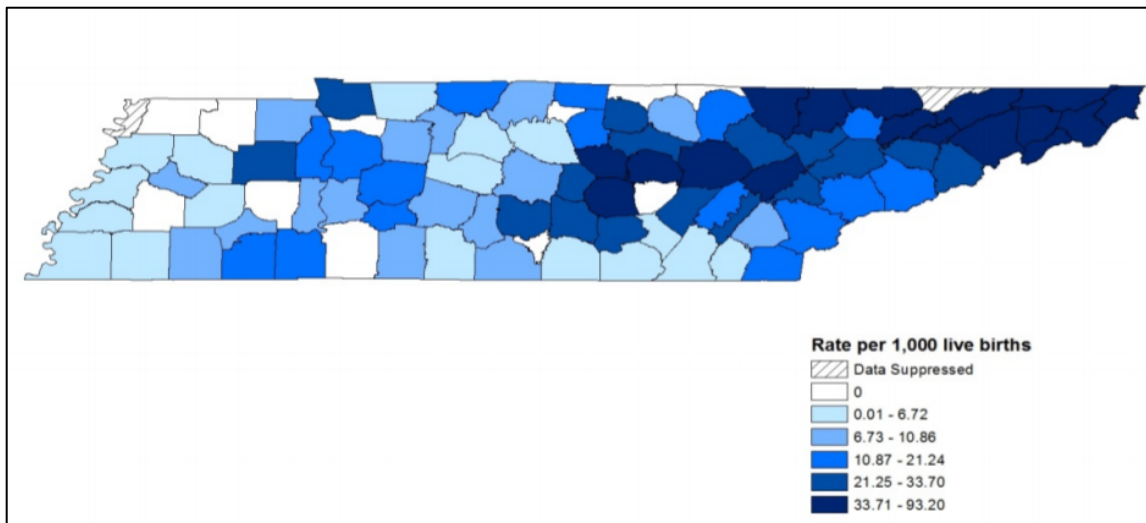 Rate per 1,000 live births
Data Suppressed
0
0.01 - 6.72
6.73 - 10.86
10.87 - 21.24
21.25 - 33.70
33.71 - 93.20